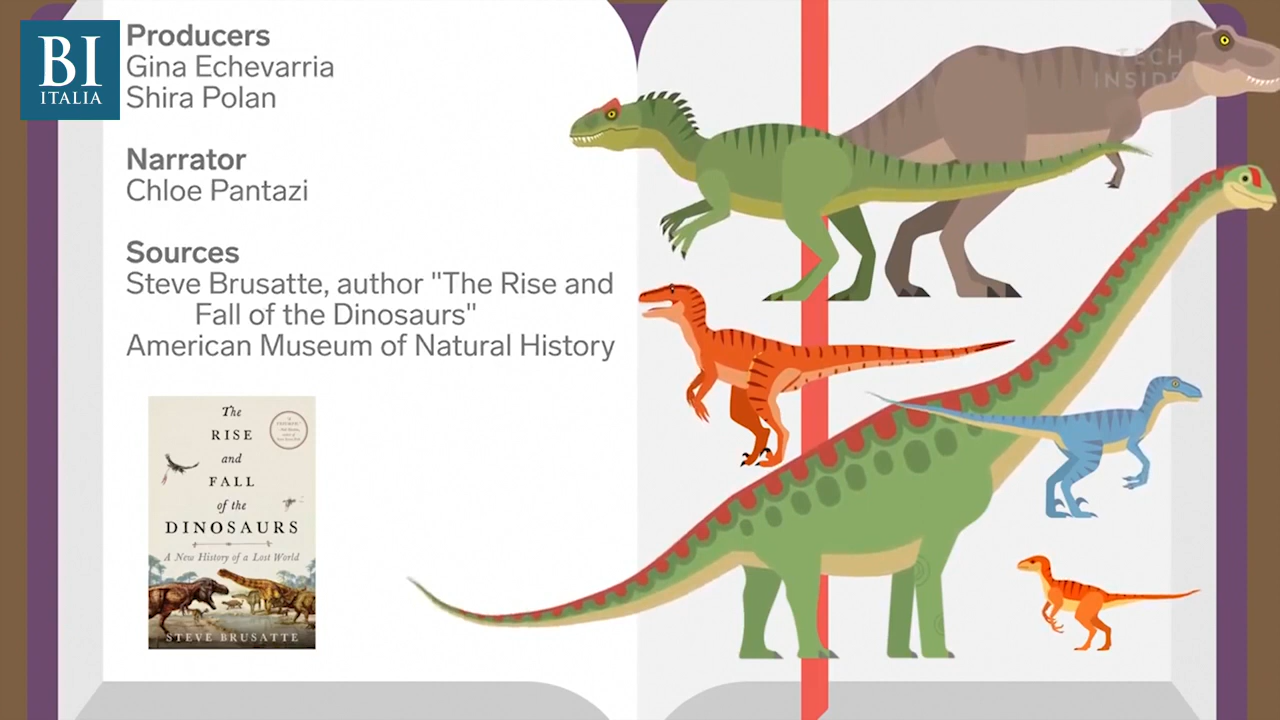 BI
ITALIA
Producers
Gina Echevarria
Shira Polan
Narrator
Chloe Pantazi
Sources
Steve Brusatte, author "The Rise and
Fall of the Dinosaurs"
American Museum of Natural History
The
RISE
and
FALL
of the
DINOSAURS
A New History of a Lost World
STEVE BRUSATTE
TECH
INSIDE